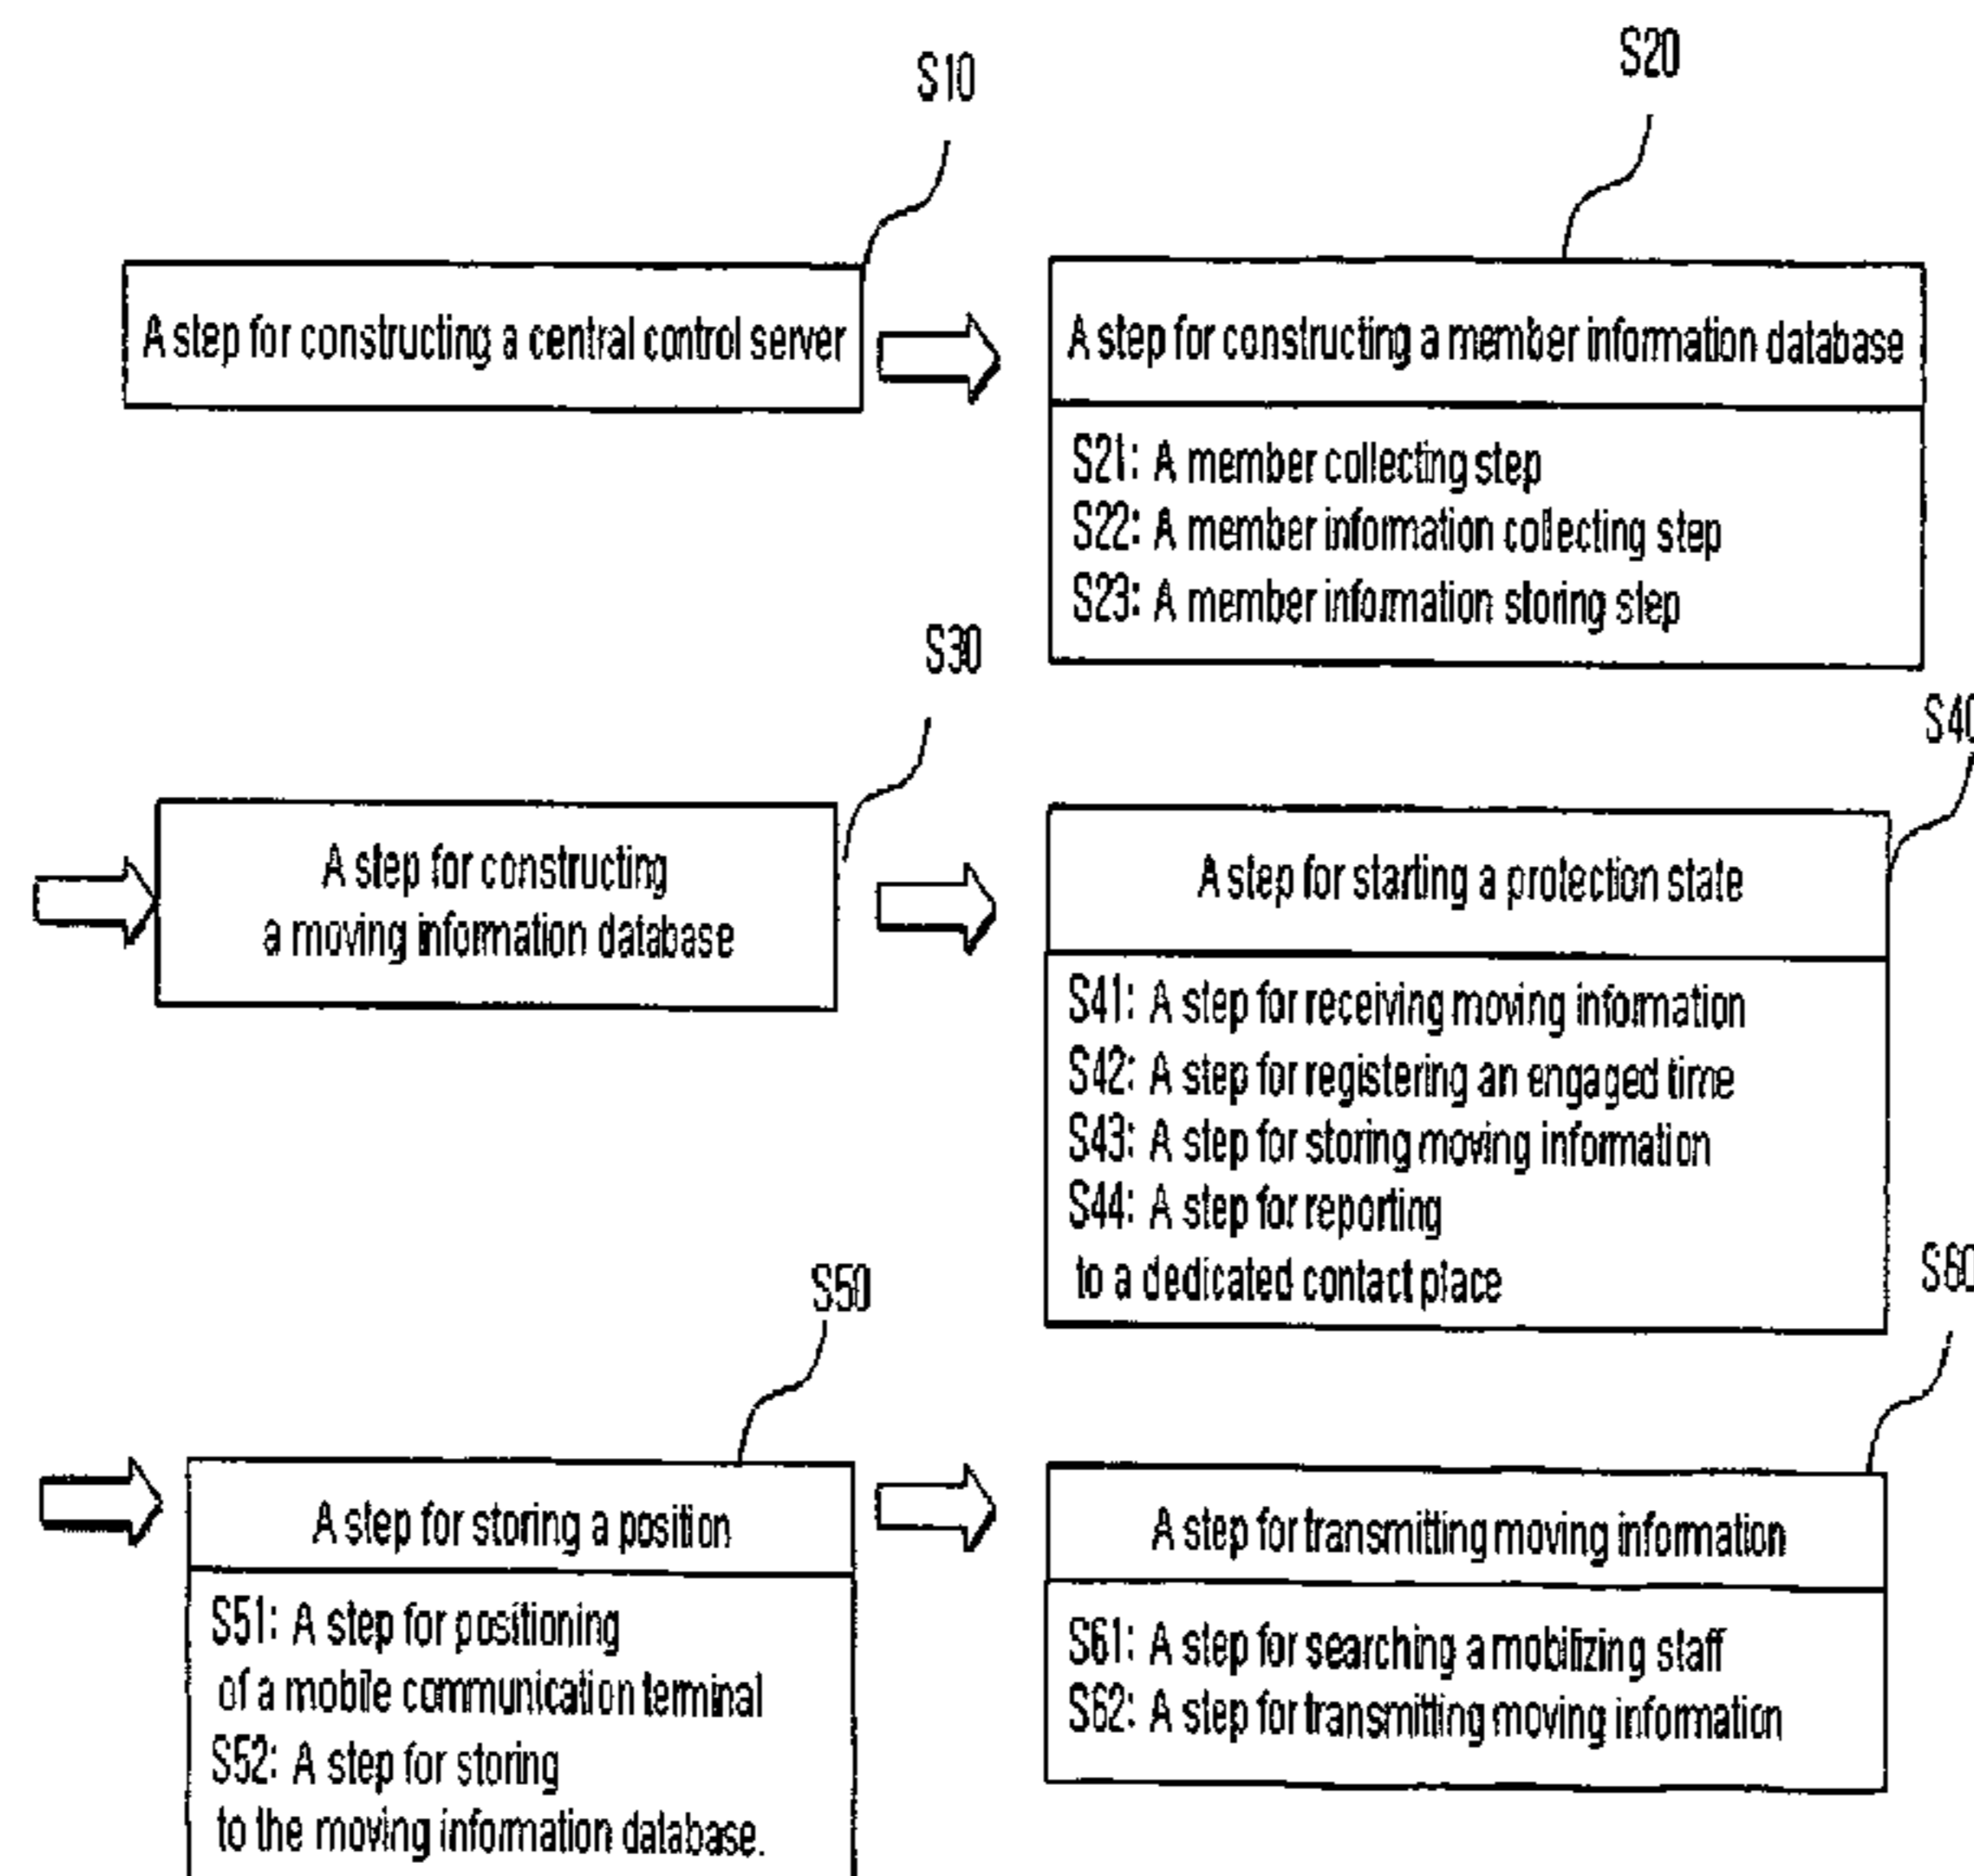 S10
S20
A step for constructing a central control server
A step for constructing a member information database
S21: A member collecting step
S22: A member information collecting step
S23: A member information storing step
S30
S40
A step for constructing
a moving information database
A step for starting a protection state
S41: A step for receiving moving information
S42: A step for registering an engaged time
S43: A step for storing moving information
S44: A step for reporting
to a dedicated contact place
S50
S60
A step for storing a position
S51: A step for positioning
of a mobile communication terminal
S52: A step for storing
to the moving information database.
A step for transmitting moving information
S61: A step for searching a mobilizing staff
S62: A step for transmitting moving information